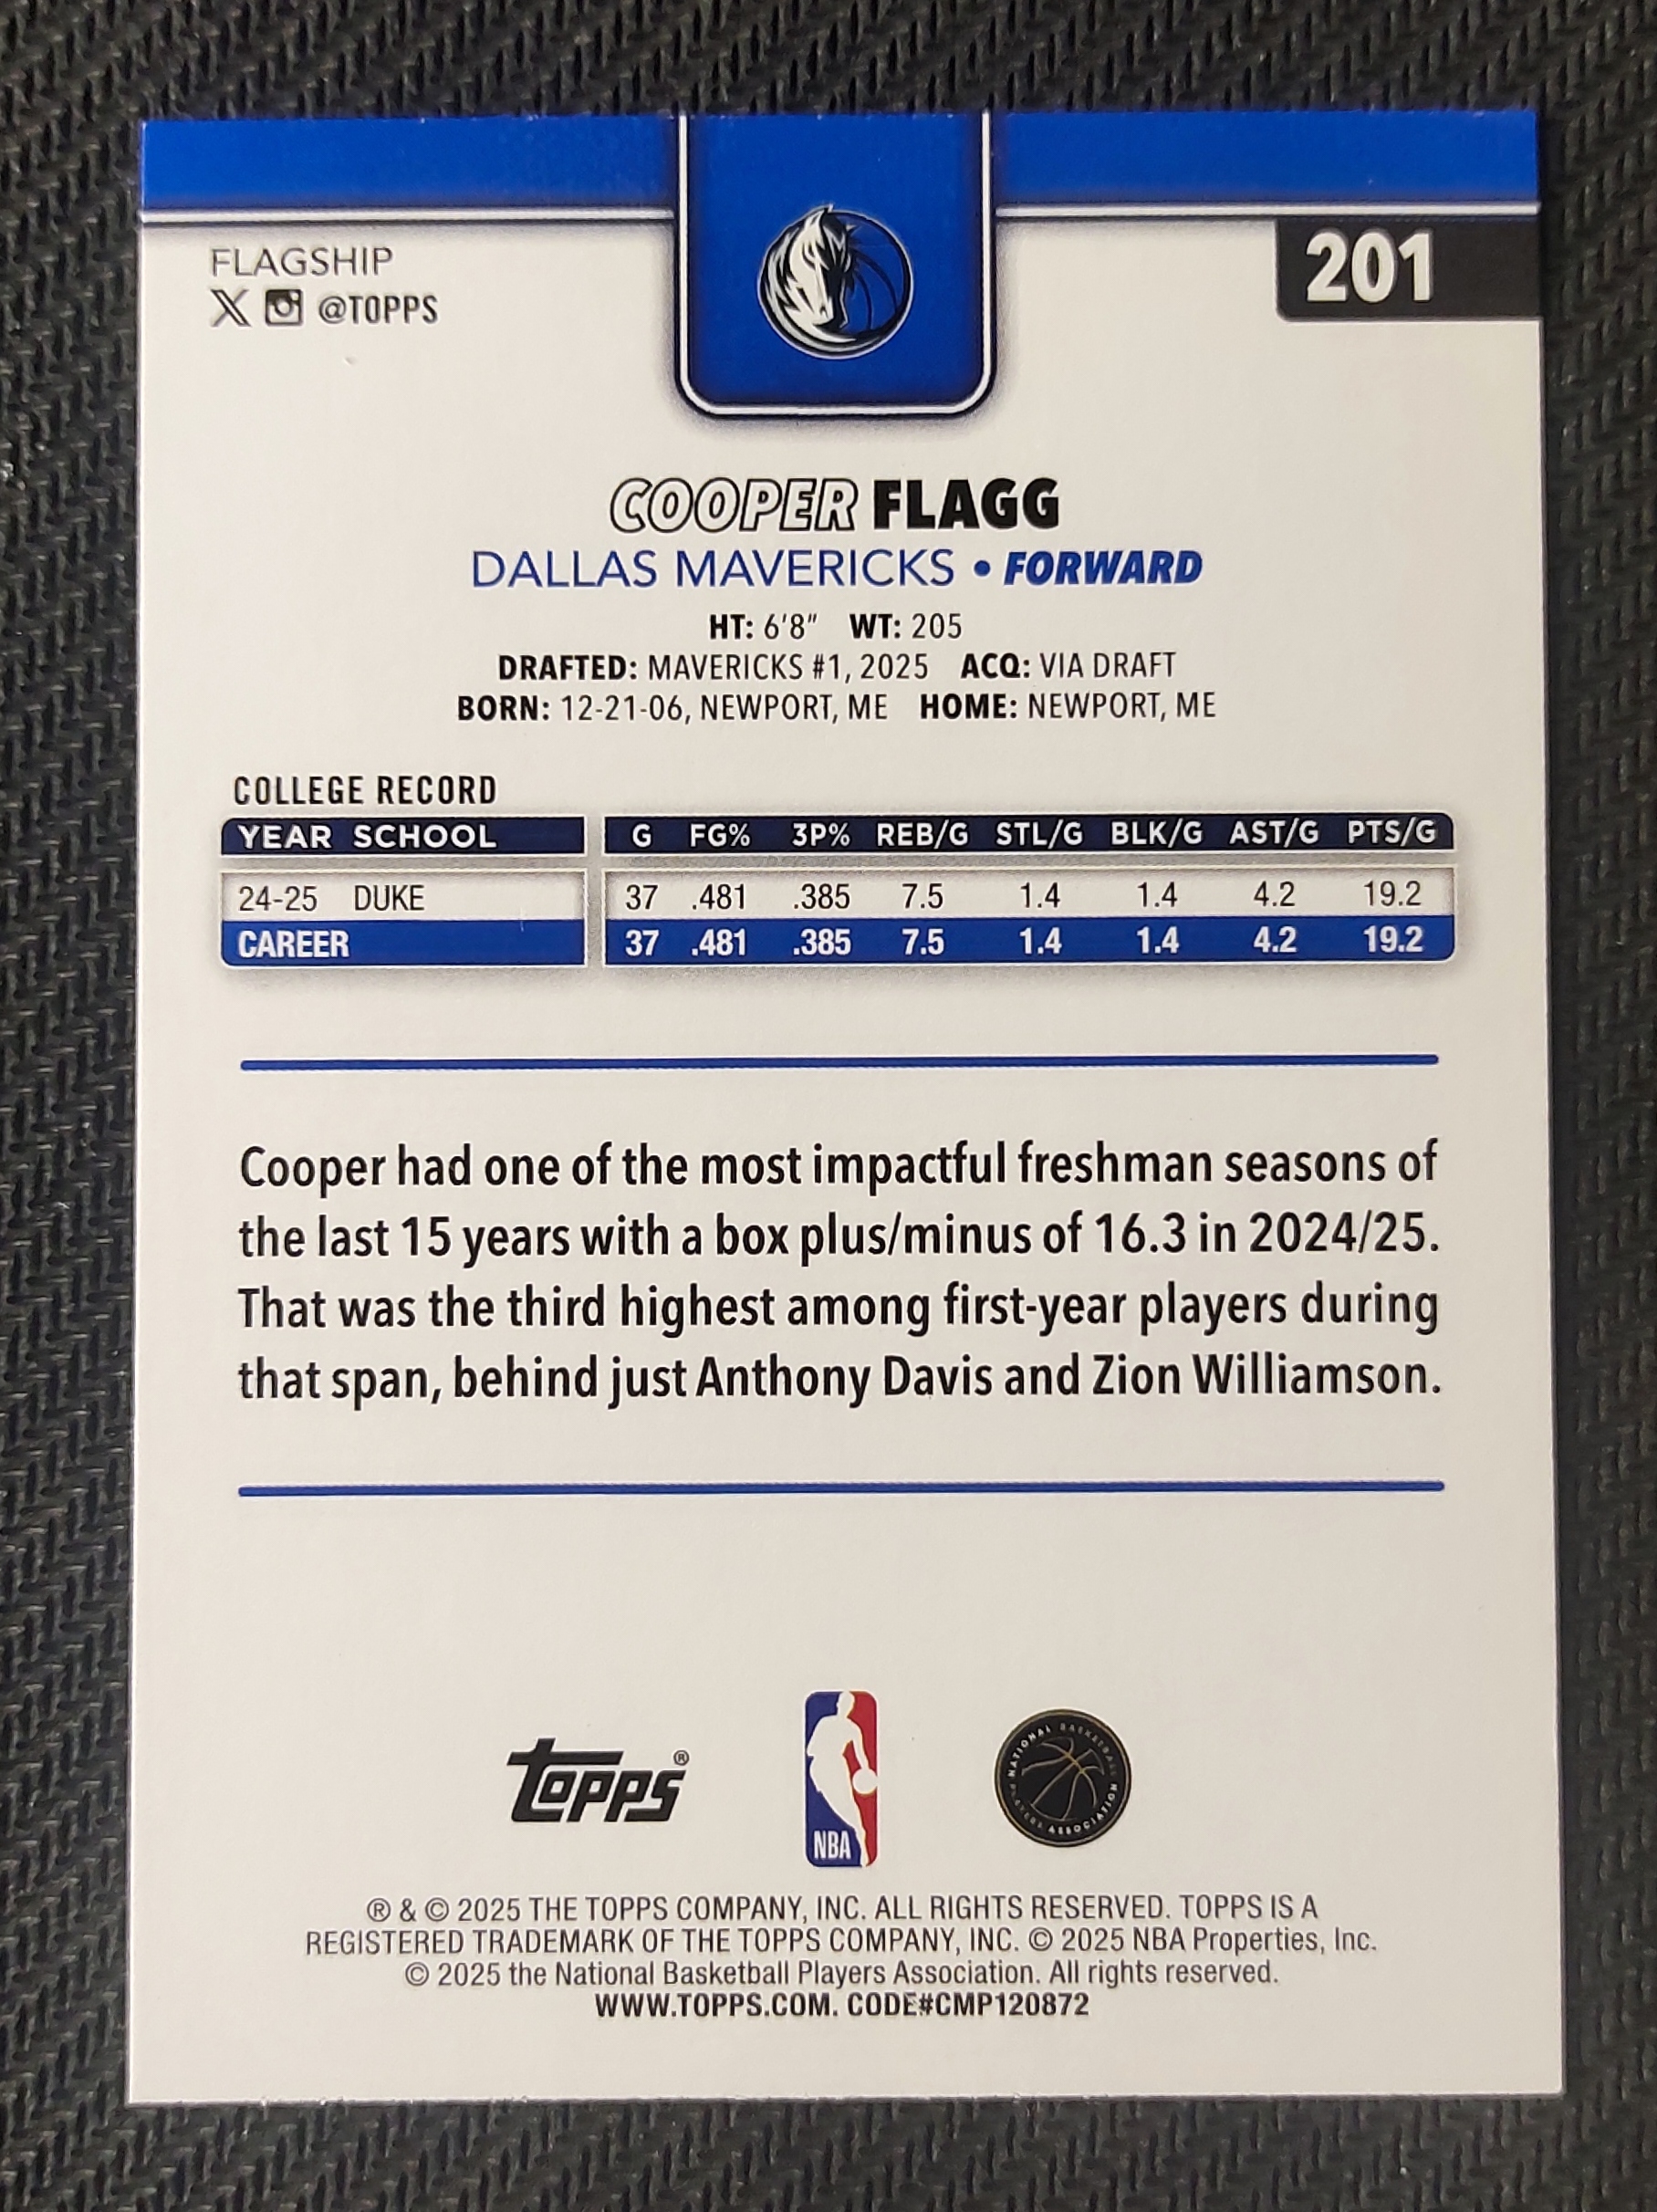 FLAGSHIP
X @TOPPS
201
COOPER FLAGG
DALLAS MAVERICKS • FORWARD
HT: 6'8" WT: 205
DRAFTED: MAVERICKS #1, 2025 ACQ: VIA DRAFT
BORN: 12-21-06, NEWPORT, ME HOME: NEWPORT, ME
COLLEGE RECORD
YEAR SCHOOL G FG% 3P% REB/G STL/G BLK/G AST/G PTS/G
24-25 DUKE 37 .481 .385 7.5 1.4 1.4 4.2 19.2
CAREER 37 .481 .385 7.5 1.4 1.4 4.2 19.2
Cooper had one of the most impactful freshman seasons of
the last 15 years with a box plus/minus of 16.3 in 2024/25.
That was the third highest among first-year players during
that span, behind just Anthony Davis and Zion Williamson.
Topps®
NBA
NATIONAL BASKETBALL PLAYERS ASSOCIATION
® & © 2025 THE TOPPS COMPANY, INC. ALL RIGHTS RESERVED. TOPPS IS A
REGISTERED TRADEMARK OF THE TOPPS COMPANY, INC. © 2025 NBA Properties, Inc.
© 2025 the National Basketball Players Association. All rights reserved.
WWW.TOPPS.COM. CODE#CMP120872